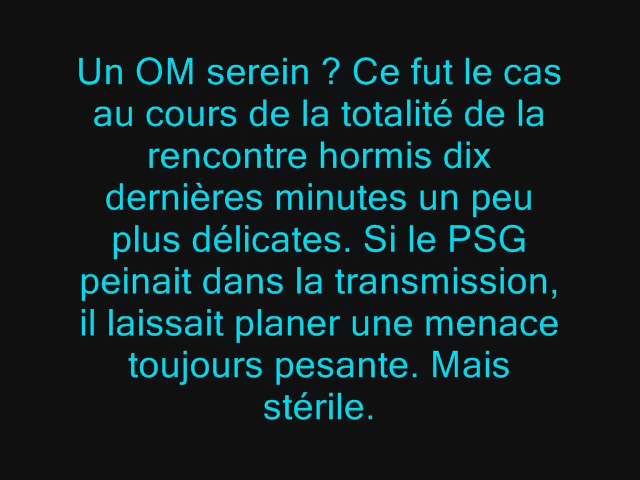 Un OM serein ? Ce fut le cas
au cours de la totalité de la
rencontre hormis dix
dernières minutes un peu
plus délicates. Si le PSG
peinait dans la transmission,
il laissait planer une menace
toujours pesante. Mais
stérile.